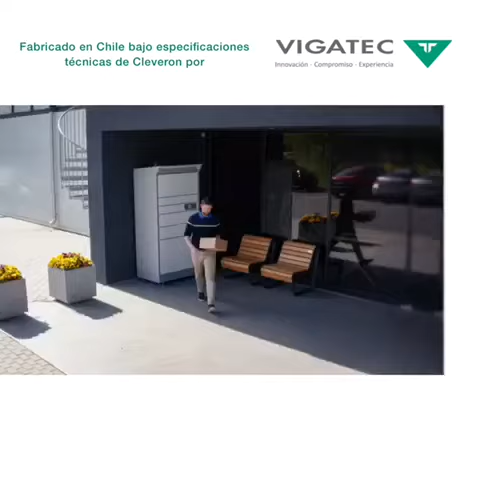 Fabricado en Chile bajo especificaciones
técnicas de Cleveron por
VIGATEC
Innovación - Compromiso - Experiencia